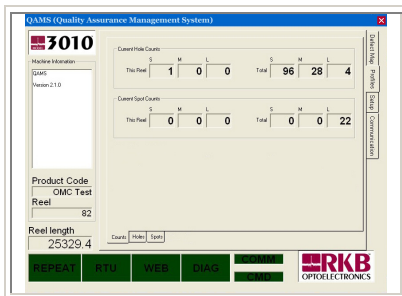 QAMS (Quality Assurance Management System)
3010
Machine Information
QAMS
Version 2.1.0
Product Code
OMC Test
Reel
82
Reel length
25329.4
Current Hole Counts
S M L S M L
This Reel 1 0 0 Total 96 28 4
Current Spot Counts
S M L S M L
This Reel 0 0 0 Total 0 0 22
Counts Holes Spots
Defect Map
Profiles
Setup
Communication
REPEAT RTU WEB DIAG COMM
CMD
RKB
OPTOELECTRONICS